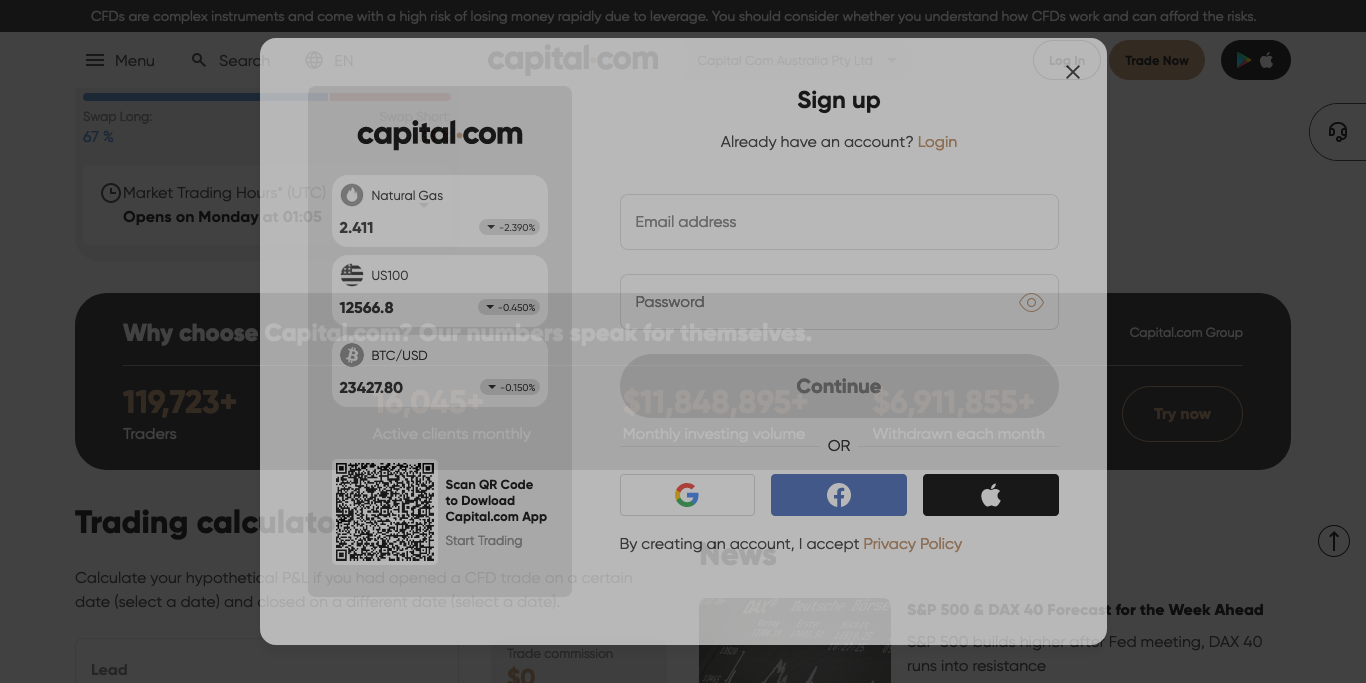 CFDs are complex instruments and come with a high risk of losing money rapidly due to leverage. You should consider whether you understand how CFDs work and can afford the risks.
Menu
Search
EN
capital.com
Capital Com Australia Pty Ltd
Log In
Trade Now
Swap Long:
67 %
Swap Short:
Market Trading Hours* (UTC)
Opens on Monday at 01:05
capital.com
Natural Gas
2.411
-2.390%
US100
12566.8
-0.450%
BTC/USD
23427.80
-0.150%
Scan QR Code
to Dowload
Capital.com App
Start Trading
Sign up
Already have an account? Login
Email address
Password
Continue
OR
By creating an account, I accept Privacy Policy
Why choose Capital.com? Our numbers speak for themselves.
Capital.com Group
119,723+
Traders
16,045+
Active clients monthly
$11,848,895+
Monthly investing volume
$6,911,855+
Withdrawn each month
Try now
Trading calculator
Calculate your hypothetical P&L if you had opened a CFD trade on a certain
date (select a date) and closed on a different date (select a date).
Lead
Trade commission
$0
News
S&P 500 & DAX 40 Forecast for the Week Ahead
S&P 500 builds higher after Fed meeting, DAX 40
runs into resistance